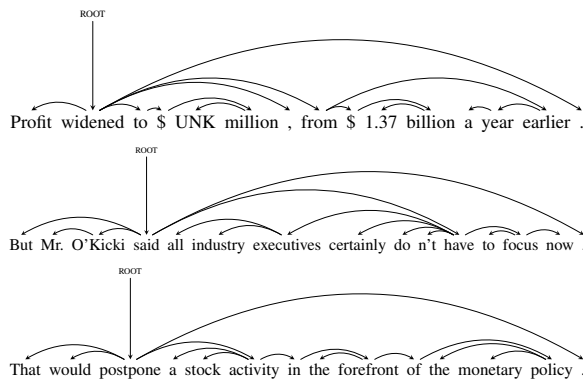 ROOT
Profit widened to $ UNK million , from $ 1.37 billion a year earlier .
ROOT
But Mr. O'Kicki said all industry executives certainly do n't have to focus now .
ROOT
That would postpone a stock activity in the forefront of the monetary policy .